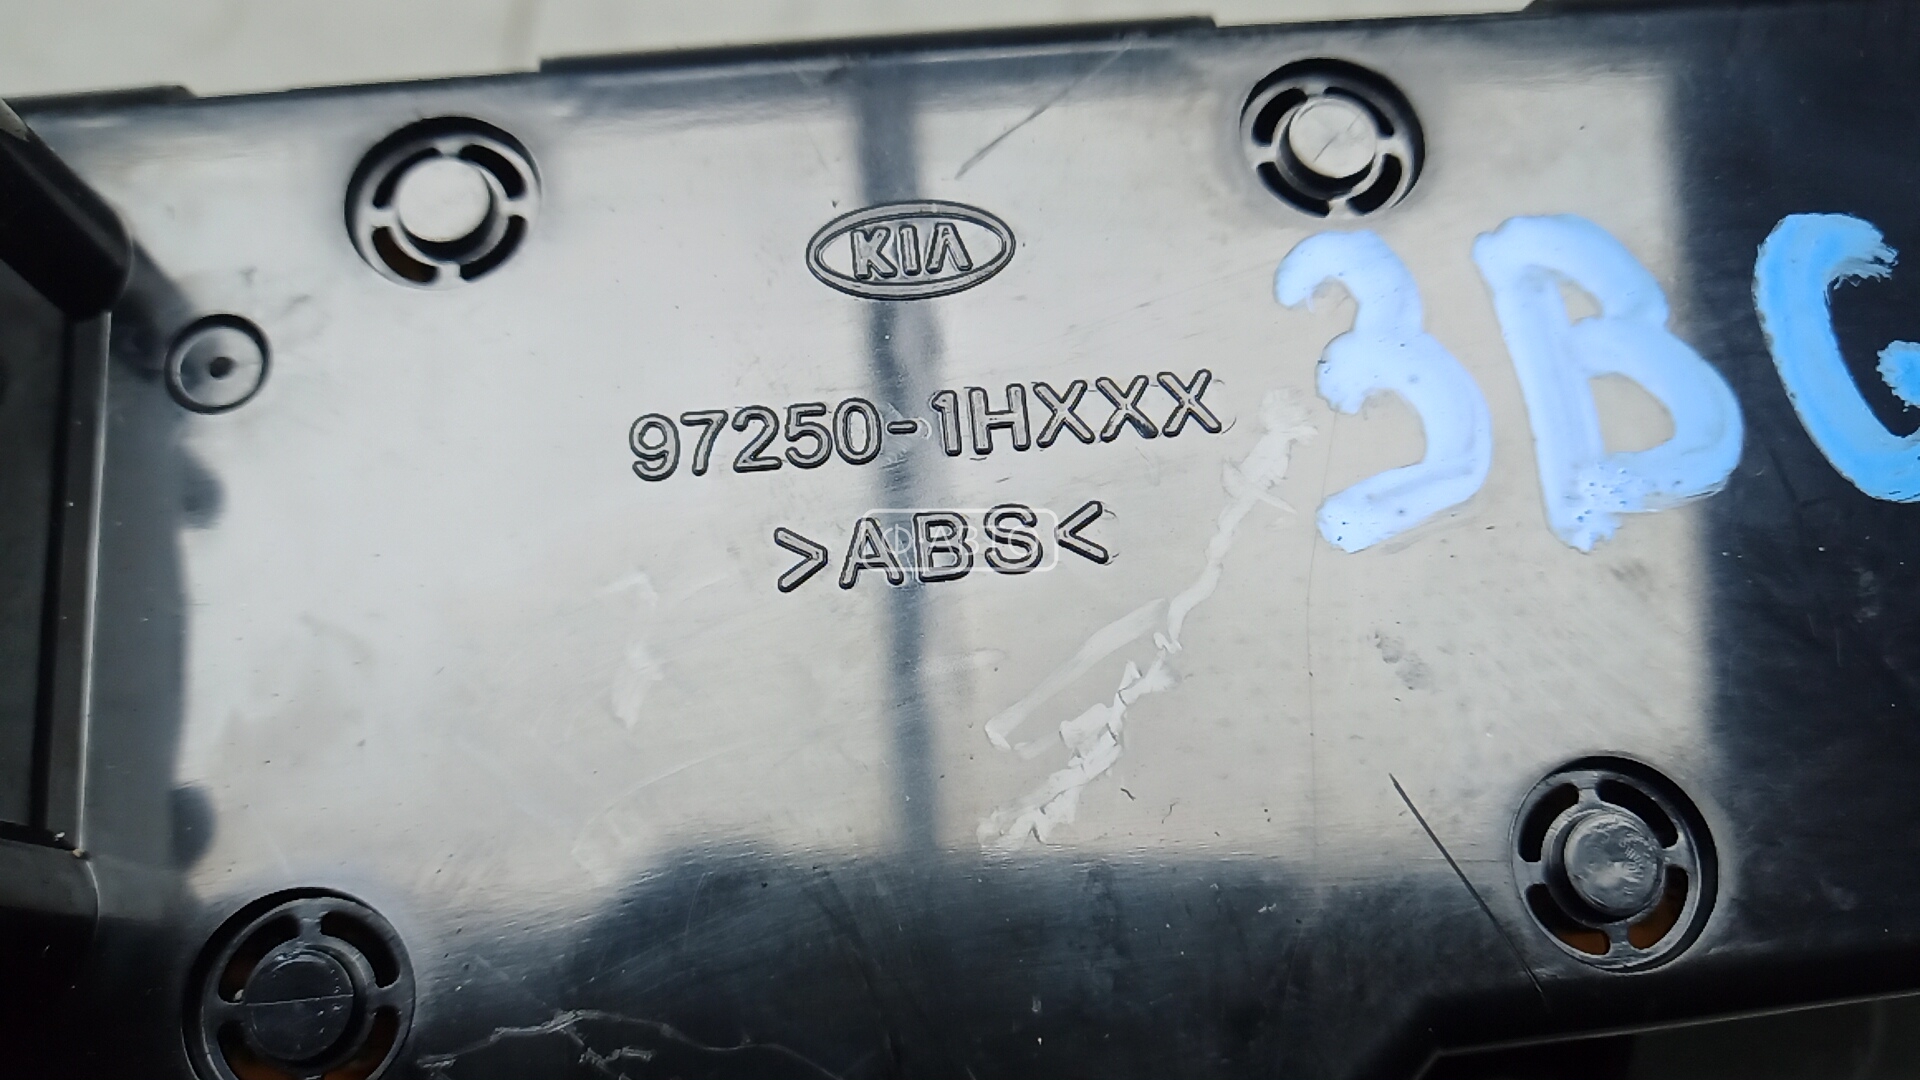 KIA
97250-1HXXX
>ABS<
3B